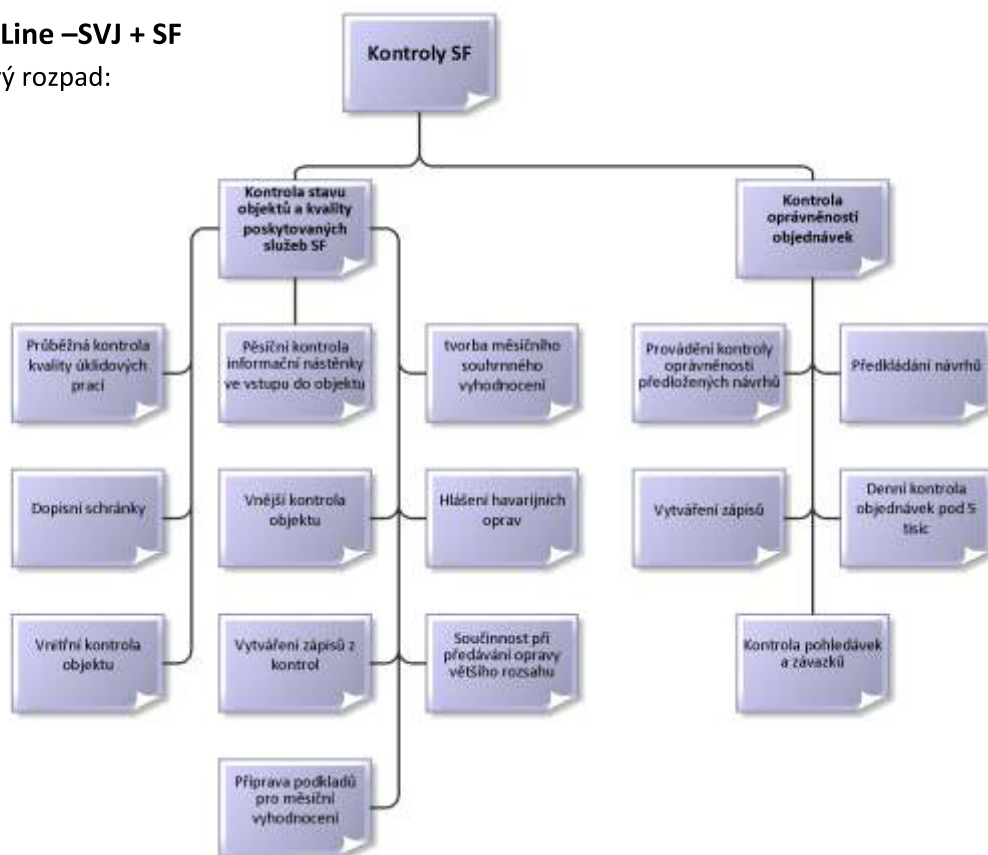 Line –SVJ + SF
ý rozpad:
Kontroly SF
Kontrola stavu
objektů a kvality
poskytovaných
služeb SF
Kontrola
oprávněnosti
objednávek
Průběžná kontrola
kvality úklidových
prací
Pěsíční kontrola
informační nástěnky
ve vstupu do objektu
tvorba měsíčního
souhrnného
vyhodnocení
Provádění kontroly
oprávněnosti
předložených návrhů
Předkládání návrhů
Dopisní schránky
Vnější kontrola
objektu
Hlášení havarijních
oprav
Vytváření zápisů
Denní kontrola
objednávek pod 5
tisíc
Vnitřní kontrola
objektu
Vytváření zápisů z
kontrol
Součinnost při
předávání opravy
většího rozsahu
Kontrola pohledávek
a závazků
Příprava podkladů
pro měsíční
vyhodnocení